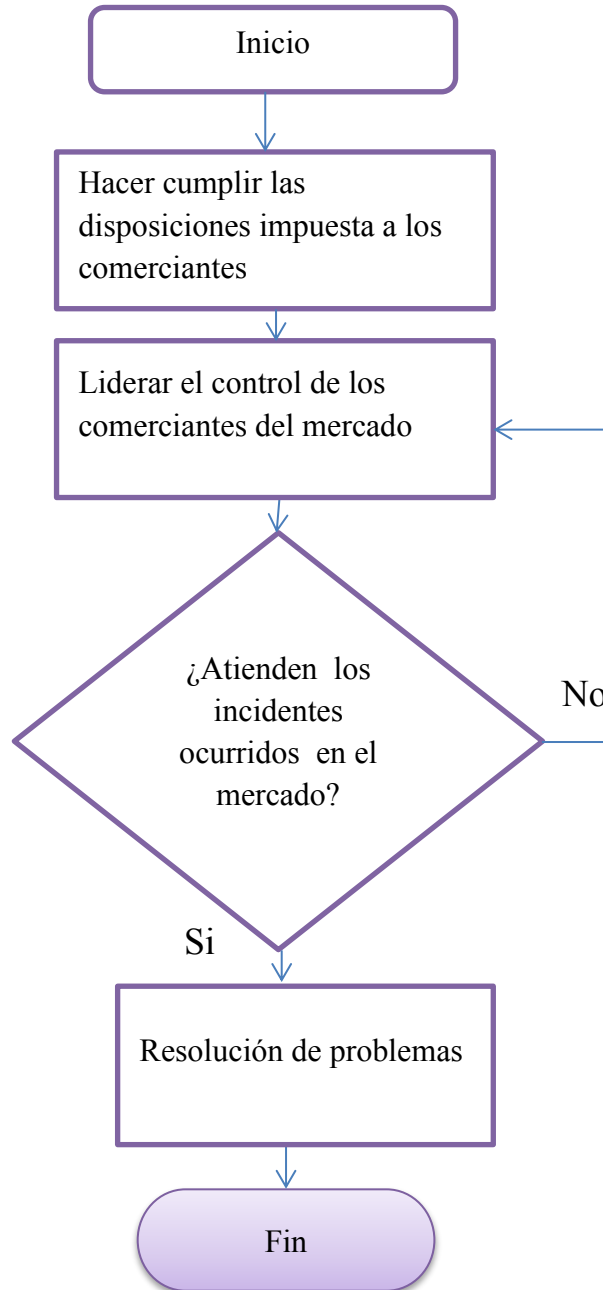 Inicio
Hacer cumplir las
disposiciones impuesta a los
comerciantes
Liderar el control de los
comerciantes del mercado
¿Atienden los
incidentes
ocurridos en el
mercado?
No
Si
Resolución de problemas
Fin